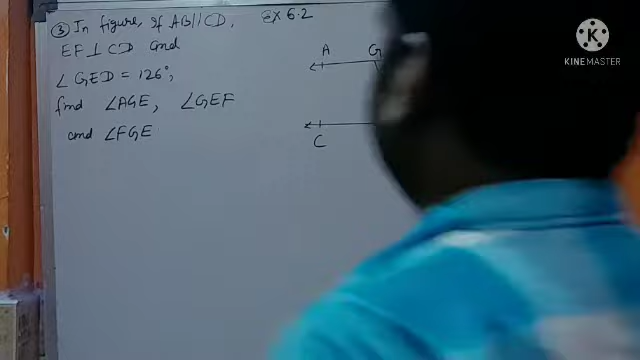 ③ In figure, if AB||CD, Ex 6.2
EF⊥CD and
∠GED = 126°,
find ∠AGE, ∠GEF
and ∠FGE
A G
C
K
KINEMASTER